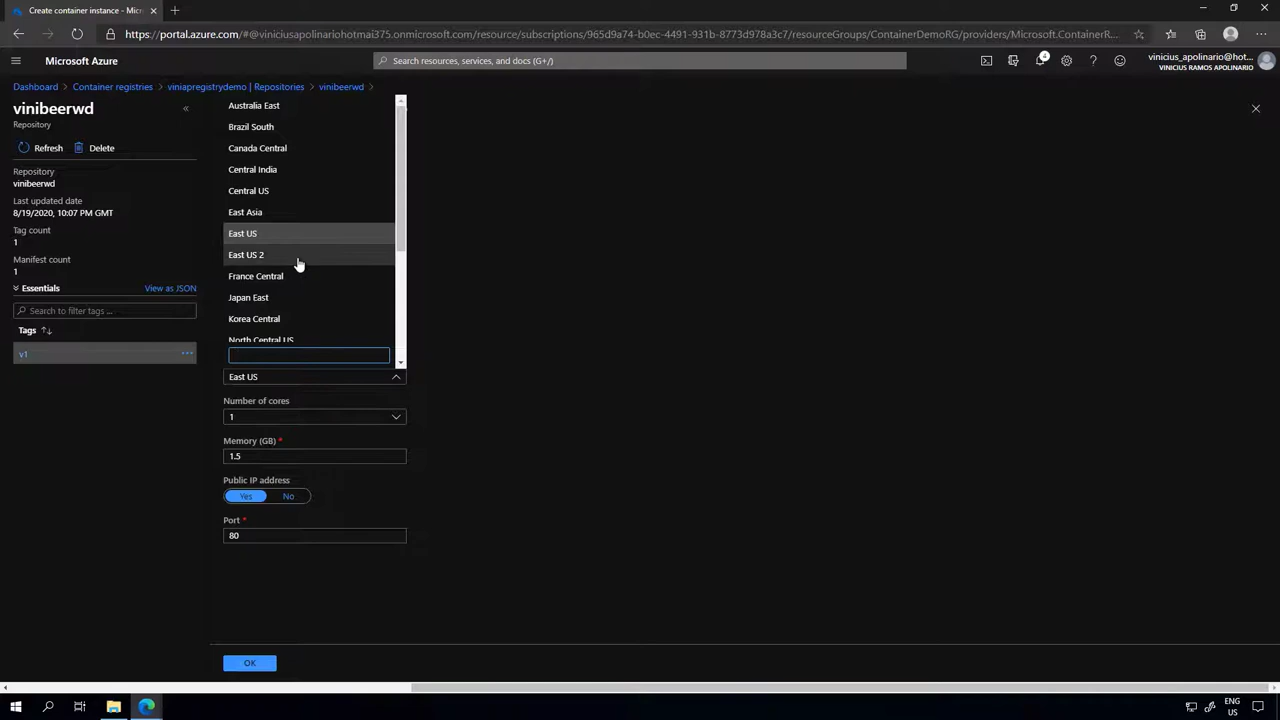 Create container instance - Micr
https://portal.azure.com/#@viniciusapolinariohotmai375.onmicrosoft.com/resource/subscriptions/965d9a74-b0ec-4491-931b-8773d978a3c7/resourceGroups/ContainerDemoRG/providers/Microsoft.ContainerR...
Microsoft Azure
Search resources, services, and docs (G+/)
4
vinicius_apolinario@hot...
VINICIUS RAMOS APOLINARIO
Dashboard > Container registries > viniapregistrydemo | Repositories > vinibeerwd >
vinibeerwd
Repository
Refresh
Delete
Repository
vinibeerwd
Last updated date
8/19/2020, 10:07 PM GMT
Tag count
1
Manifest count
1
Essentials
View as JSON
Search to filter tags ...
Tags
v1
Australia East
Brazil South
Canada Central
Central India
Central US
East Asia
East US
East US 2
France Central
Japan East
Korea Central
North Central US
East US
Number of cores
1
Memory (GB) *
1.5
Public IP address
Yes
No
Port *
80
OK
ENG
US